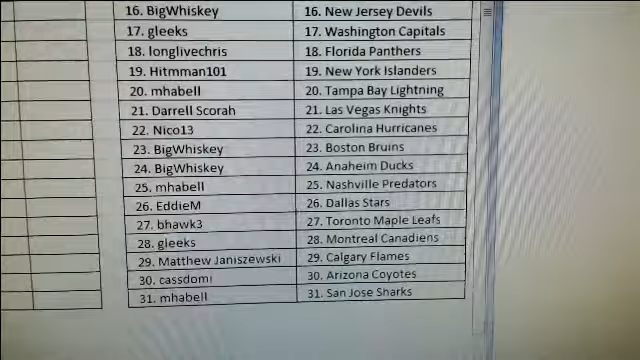 16. BigWhiskey 16. New Jersey Devils
17. gleeks 17. Washington Capitals
18. longlivechris 18. Florida Panthers
19. Hitmman101 19. New York Islanders
20. mhabell 20. Tampa Bay Lightning
21. Darrell Scorah 21. Las Vegas Knights
22. Nico13 22. Carolina Hurricanes
23. BigWhiskey 23. Boston Bruins
24. BigWhiskey 24. Anaheim Ducks
25. mhabell 25. Nashville Predators
26. EddieM 26. Dallas Stars
27. bhawk3 27. Toronto Maple Leafs
28. gleeks 28. Montreal Canadiens
29. Matthew Janiszewski 29. Calgary Flames
30. cassdomi 30. Arizona Coyotes
31. mhabell 31. San Jose Sharks